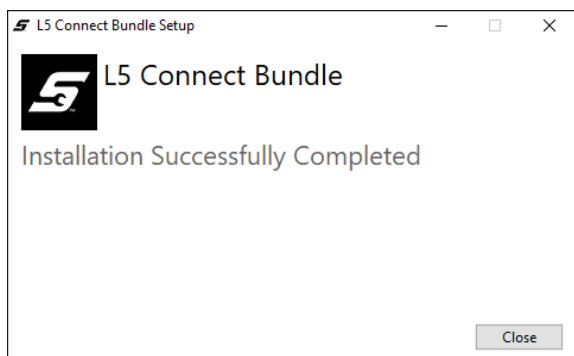 L5 Connect Bundle Setup
L5 Connect Bundle
Installation Successfully Completed
Close